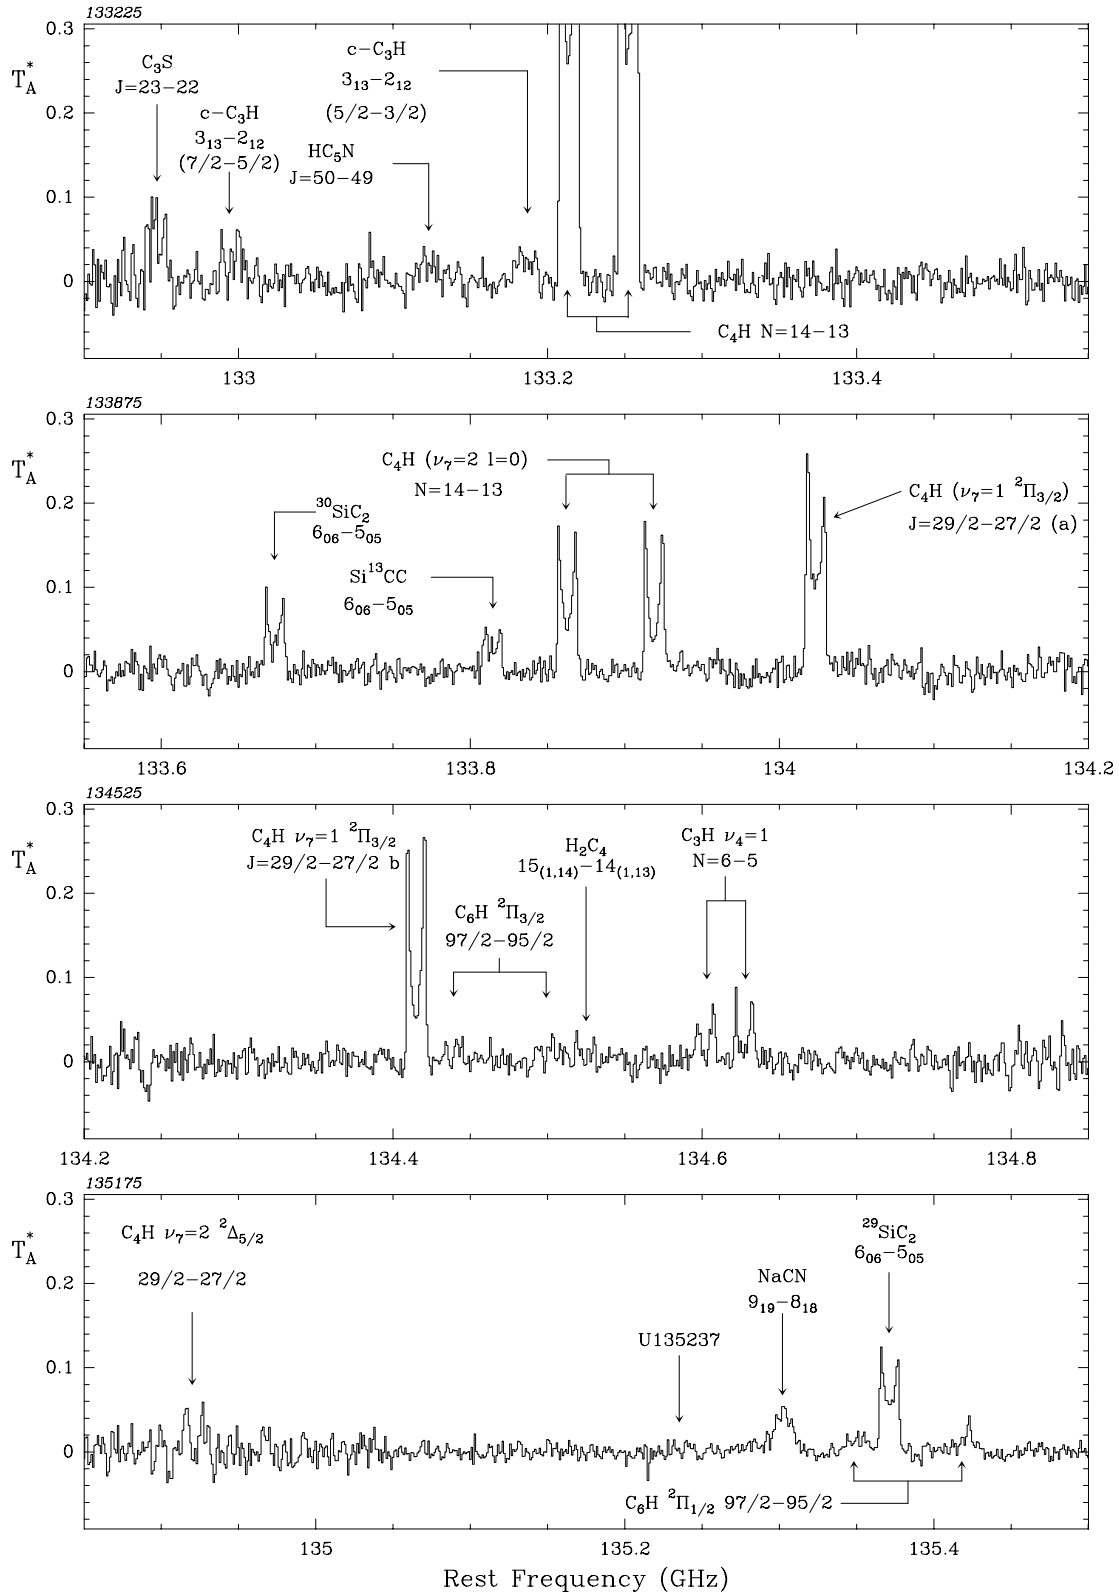 133225
0.3
T*A
C3S
J=23−22
c−C3H
3₁₃−2₁₂
(7/2−5/2)
HC5N
J=50−49
c−C3H
3₁₃−2₁₂
(5/2−3/2)
0.2
0.1
0
C4H N=14−13
133
133.2
133.4
133875
0.3
T*A
³⁰SiC₂
6₀₆−5₀₅
Si¹³CC
6₀₆−5₀₅
C₄H (ν₇=2 l=0)
N=14−13
C₄H (ν₇=1 ²Π₃/₂)
J=29/2−27/2 (a)
0.2
0.1
0
133.6
133.8
134
134.2
134525
0.3
T*A
C₄H ν₇=1 ²Π₃/₂
J=29/2−27/2 b
C₆H ²Π₃/₂
97/2−95/2
H₂C₄
15₍₁,₁₄₎−14₍₁,₁₃₎
C₃H ν₄=1
N=6−5
0.2
0.1
0
134.2
134.4
134.6
134.8
135175
0.3
T*A
C₄H ν₇=2 ²Δ₅/₂
29/2−27/2
U135237
NaCN
9₁₉−8₁₈
²⁹SiC₂
6₀₆−5₀₅
0.2
0.1
0
C₆H ²Π₁/₂ 97/2−95/2
135
135.2
135.4
Rest Frequency (GHz)